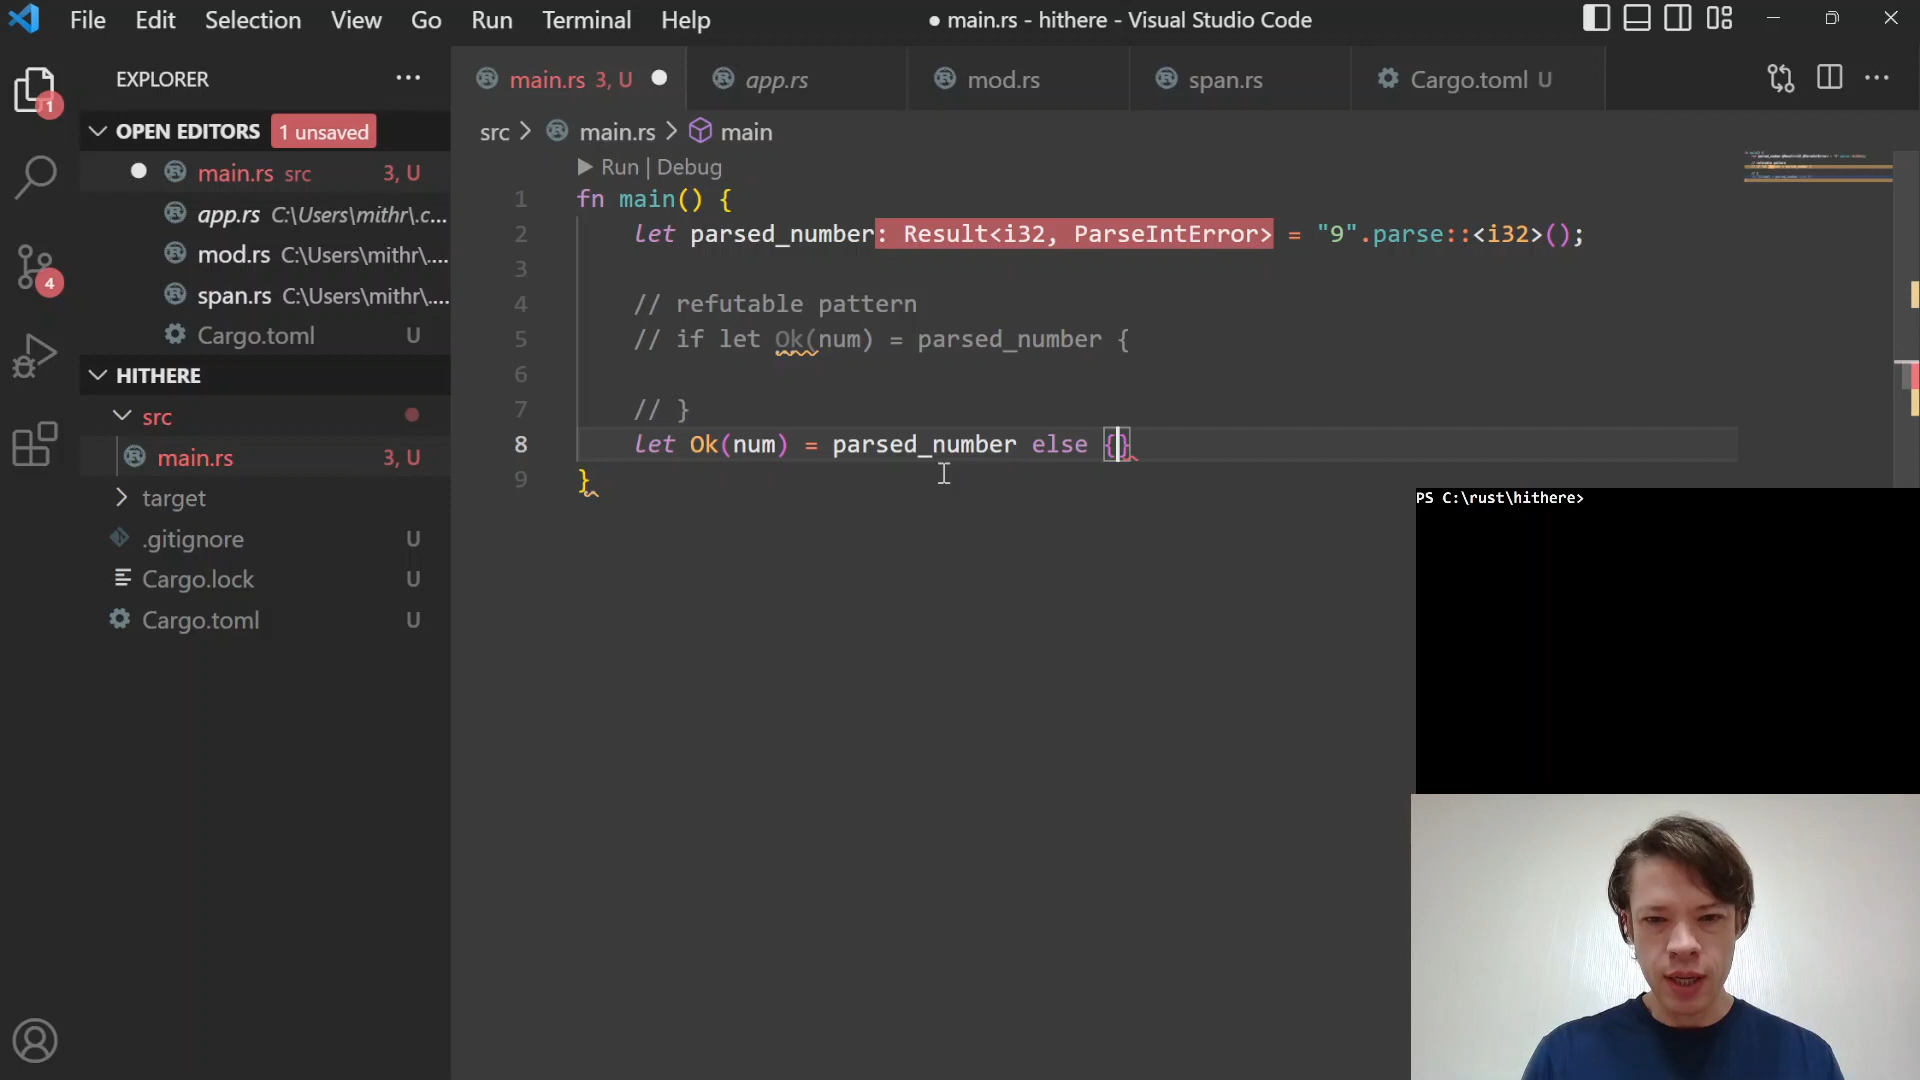 File Edit Selection View Go Run Terminal Help
● main.rs - hithere - Visual Studio Code
EXPLORER
OPEN EDITORS 1 unsaved
main.rs src 3, U
app.rs C:\Users\mithr\.c...
mod.rs C:\Users\mithr\....
span.rs C:\Users\mithr\....
Cargo.toml U
HITHERE
src
main.rs 3, U
target
.gitignore U
Cargo.lock U
Cargo.toml U
1
4
main.rs 3, U app.rs mod.rs span.rs Cargo.toml U
src > main.rs > main
Run | Debug
1 fn main() {
2 let parsed_number: Result<i32, ParseIntError> = "9".parse::<i32>();
3
4 // refutable pattern
5 // if let Ok(num) = parsed_number {
6
7 // }
8 let Ok(num) = parsed_number else {}
9 }
PS C:\rust\hithere>